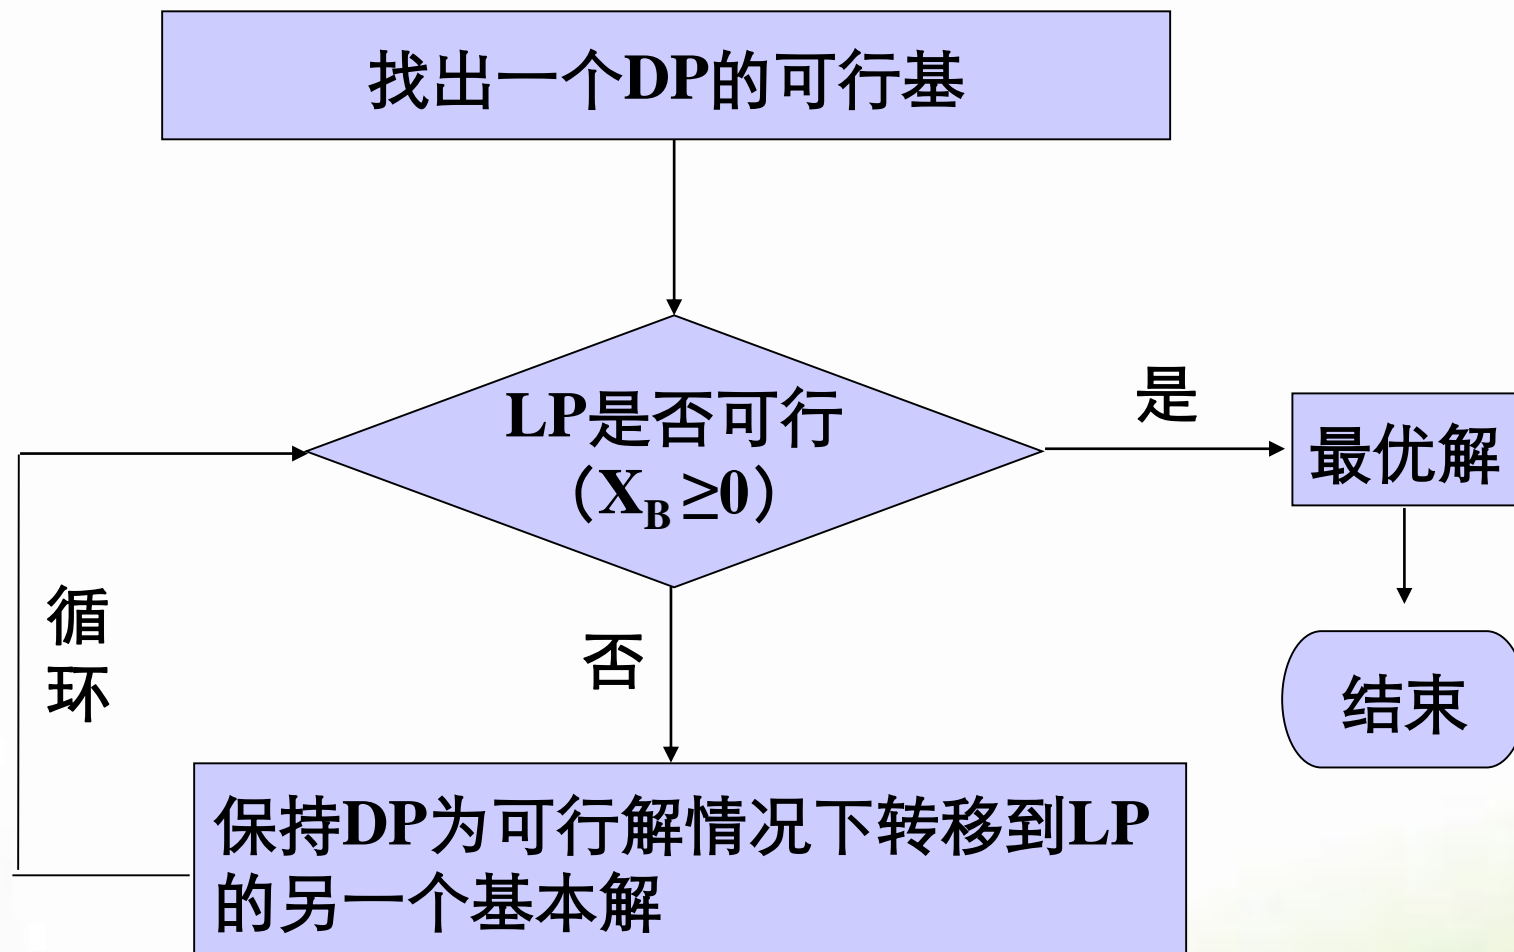 找出一个DP的可行基
LP是否可行
（X_B ≥0）
是
最优解
循
环
否
结束
保持DP为可行解情况下转移到LP
的另一个基本解